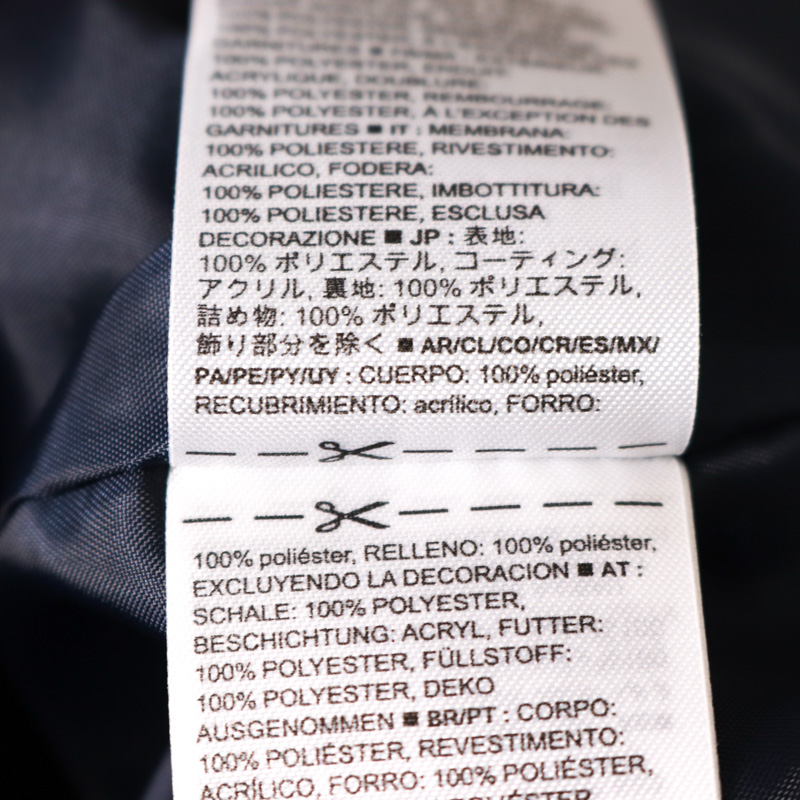 GARNITURES ■
100% POLYESTER,
ACRYLIQUE, DOUBLURE:
100% POLYESTER, REMBOURRAGE:
100% POLYESTER, À L'EXCEPTION DES
GARNITURES ■ IT : MEMBRANA:
100% POLIESTERE, RIVESTIMENTO:
ACRILICO, FODERA:
100% POLIESTERE, IMBOTTITURA:
100% POLIESTERE, ESCLUSA
DECORAZIONE ■ JP : 表地:
100% ポリエステル, コーティング:
アクリル, 裏地: 100% ポリエステル,
詰め物: 100% ポリエステル,
飾り部分を除く ■ AR/CL/CO/CR/ES/MX/
PA/PE/PY/UY : CUERPO: 100% poliéster,
RECUBRIMIENTO: acrílico, FORRO:
100% poliéster, RELLENO: 100% poliéster,
EXCLUYENDO LA DECORACION ■ AT :
SCHALE: 100% POLYESTER,
BESCHICHTUNG: ACRYL, FUTTER:
100% POLYESTER, FÜLLSTOFF:
100% POLYESTER, DEKO
AUSGENOMMEN ■ BR/PT : CORPO:
100% POLIÉSTER, REVESTIMENTO:
ACRÍLICO, FORRO: 100% POLIÉSTER,
POLIÉSTER